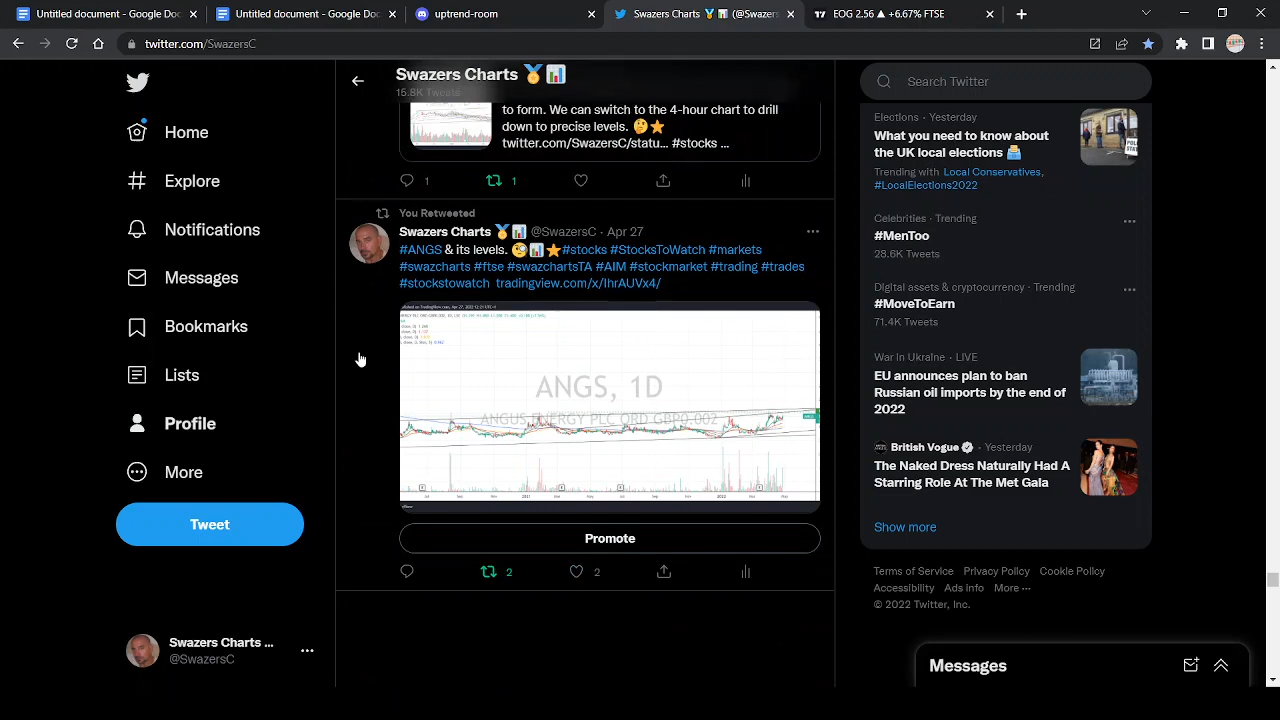 Untitled document - Google Doc
Untitled document - Google Doc
uptrend-room
Swazers Charts 🥇📊 (@Swazers
EOG 2.56 ▲ +6.67% FTSE
twitter.com/SwazersC
Swazers Charts 🥇📊
15.8K Tweets
Home
Explore
Notifications
Messages
Bookmarks
Lists
Profile
More
Tweet
Swazers Charts ...
@SwazersC
to form. We can switch to the 4-hour chart to drill
down to precise levels. 🤔⭐
twitter.com/SwazersC/statu... #stocks ...
1
1
You Retweeted
Swazers Charts 🥇📊 @SwazersC · Apr 27
#ANGS & its levels. 🧐📊⭐#stocks #StocksToWatch #markets
#swazcharts #ftse #swazchartsTA #AIM #stockmarket #trading #trades
#stockstowatch tradingview.com/x/IhrAUVx4/
ANGS, 1D
ANGUS ENERGY PLC ORD GBP0.002
2021
2022
Promote
2
2
Search Twitter
Elections · Yesterday
What you need to know about
the UK local elections 🗳️
Trending with Local Conservatives,
#LocalElections2022
Celebrities · Trending
#MenToo
28.6K Tweets
Digital assets & cryptocurrency · Trending
#Move2Earn
71.4K Tweets
War in Ukraine · LIVE
EU announces plan to ban
Russian oil imports by the end of
2022
British Vogue · Yesterday
The Naked Dress Naturally Had A
Starring Role At The Met Gala
Show more
Terms of Service Privacy Policy Cookie Policy
Accessibility Ads info More ...
© 2022 Twitter, Inc.
Messages